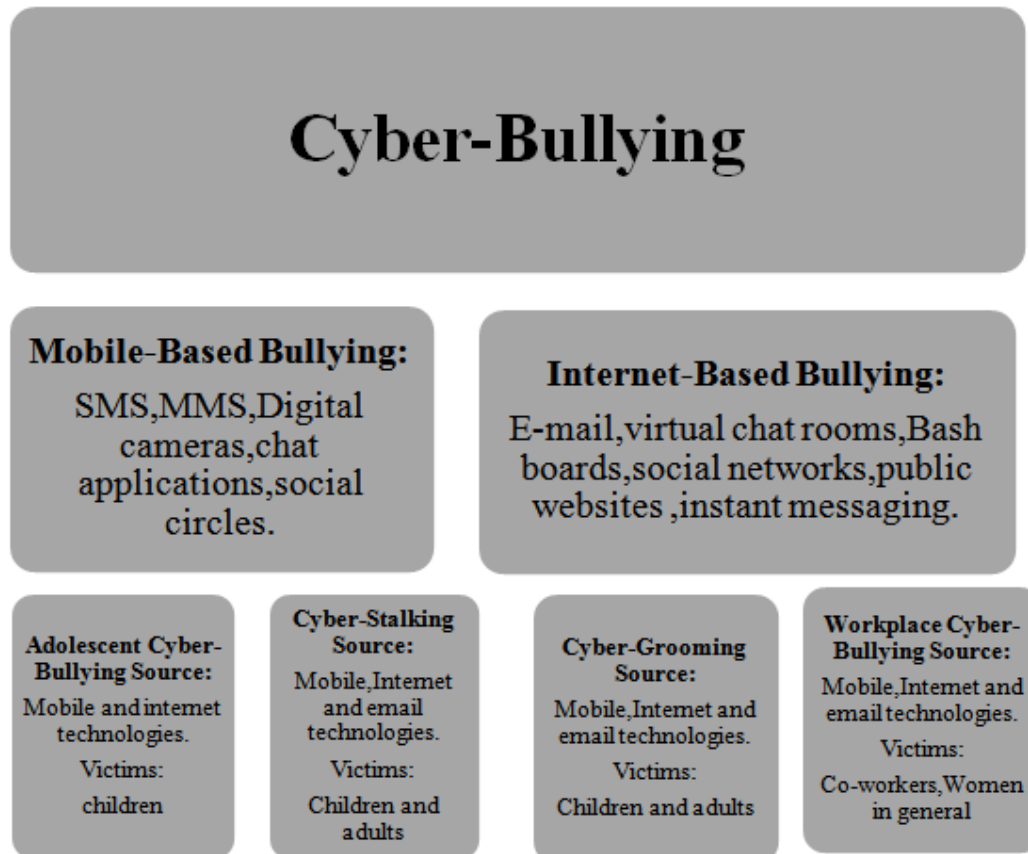 Cyber-Bullying
Mobile-Based Bullying:
SMS,MMS,Digital
cameras,chat
applications,social
circles.
Internet-Based Bullying:
E-mail,virtual chat rooms,Bash
boards,social networks,public
websites ,instant messaging.
Adolescent Cyber-
Bullying Source:
Mobile and internet
technologies.
Victims:
children
Cyber-Stalking
Source:
Mobile,Internet
and email
technologies.
Victims:
Children and
adults
Cyber-Grooming
Source:
Mobile,Internet and
email technologies.
Victims:
Children and adults
Workplace Cyber-
Bullying Source:
Mobile,Internet and
email technologies.
Victims:
Co-workers,Women
in general